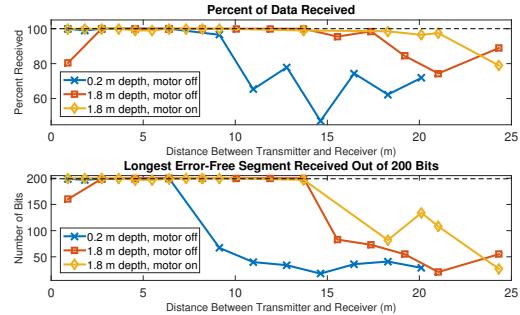 Percent of Data Received
100
80
60
Percent Received
0.2 m depth, motor off
1.8 m depth, motor off
1.8 m depth, motor on
0 5 10 15 20 25
Distance Between Transmitter and Receiver (m)
Longest Error-Free Segment Received Out of 200 Bits
200
150
100
50
Number of Bits
0.2 m depth, motor off
1.8 m depth, motor off
1.8 m depth, motor on
0 5 10 15 20 25
Distance Between Transmitter and Receiver (m)